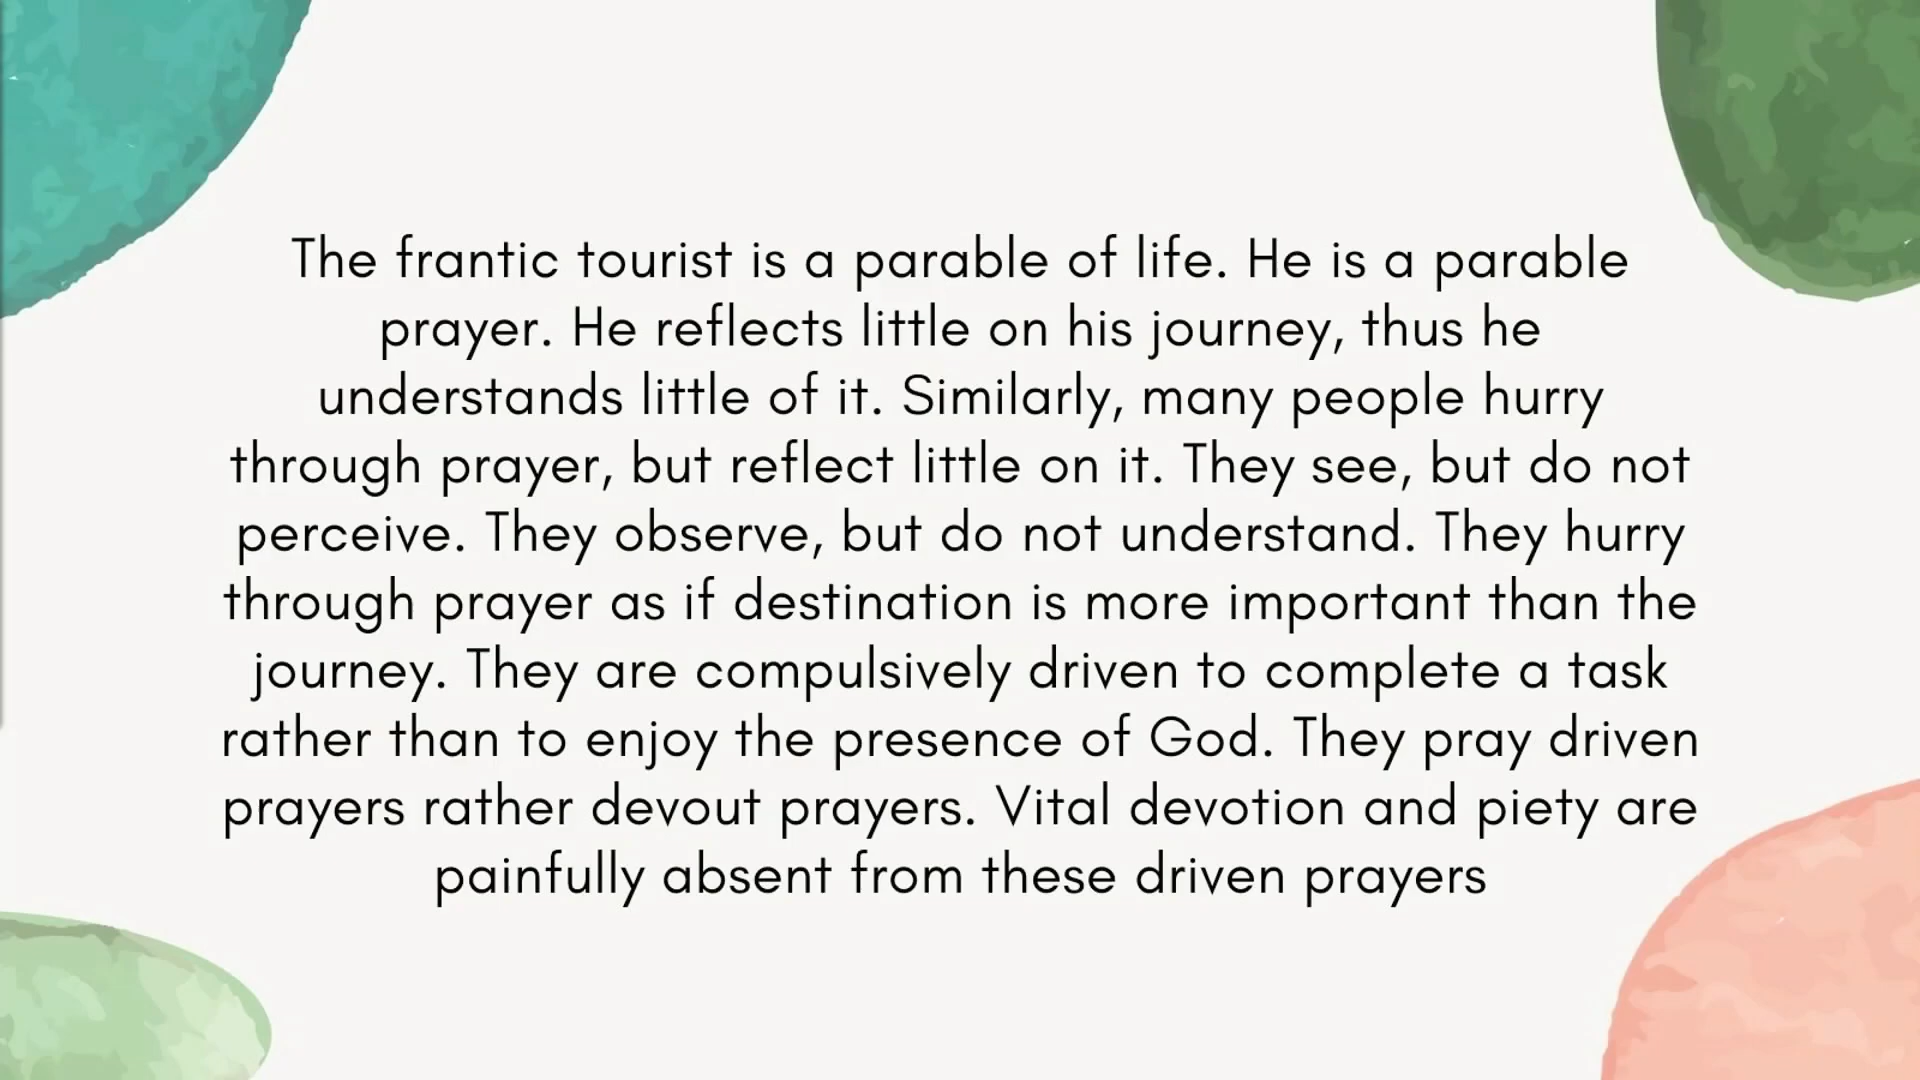 The frantic tourist is a parable of life. He is a parable
prayer. He reflects little on his journey, thus he
understands little of it. Similarly, many people hurry
through prayer, but reflect little on it. They see, but do not
perceive. They observe, but do not understand. They hurry
through prayer as if destination is more important than the
journey. They are compulsively driven to complete a task
rather than to enjoy the presence of God. They pray driven
prayers rather devout prayers. Vital devotion and piety are
painfully absent from these driven prayers